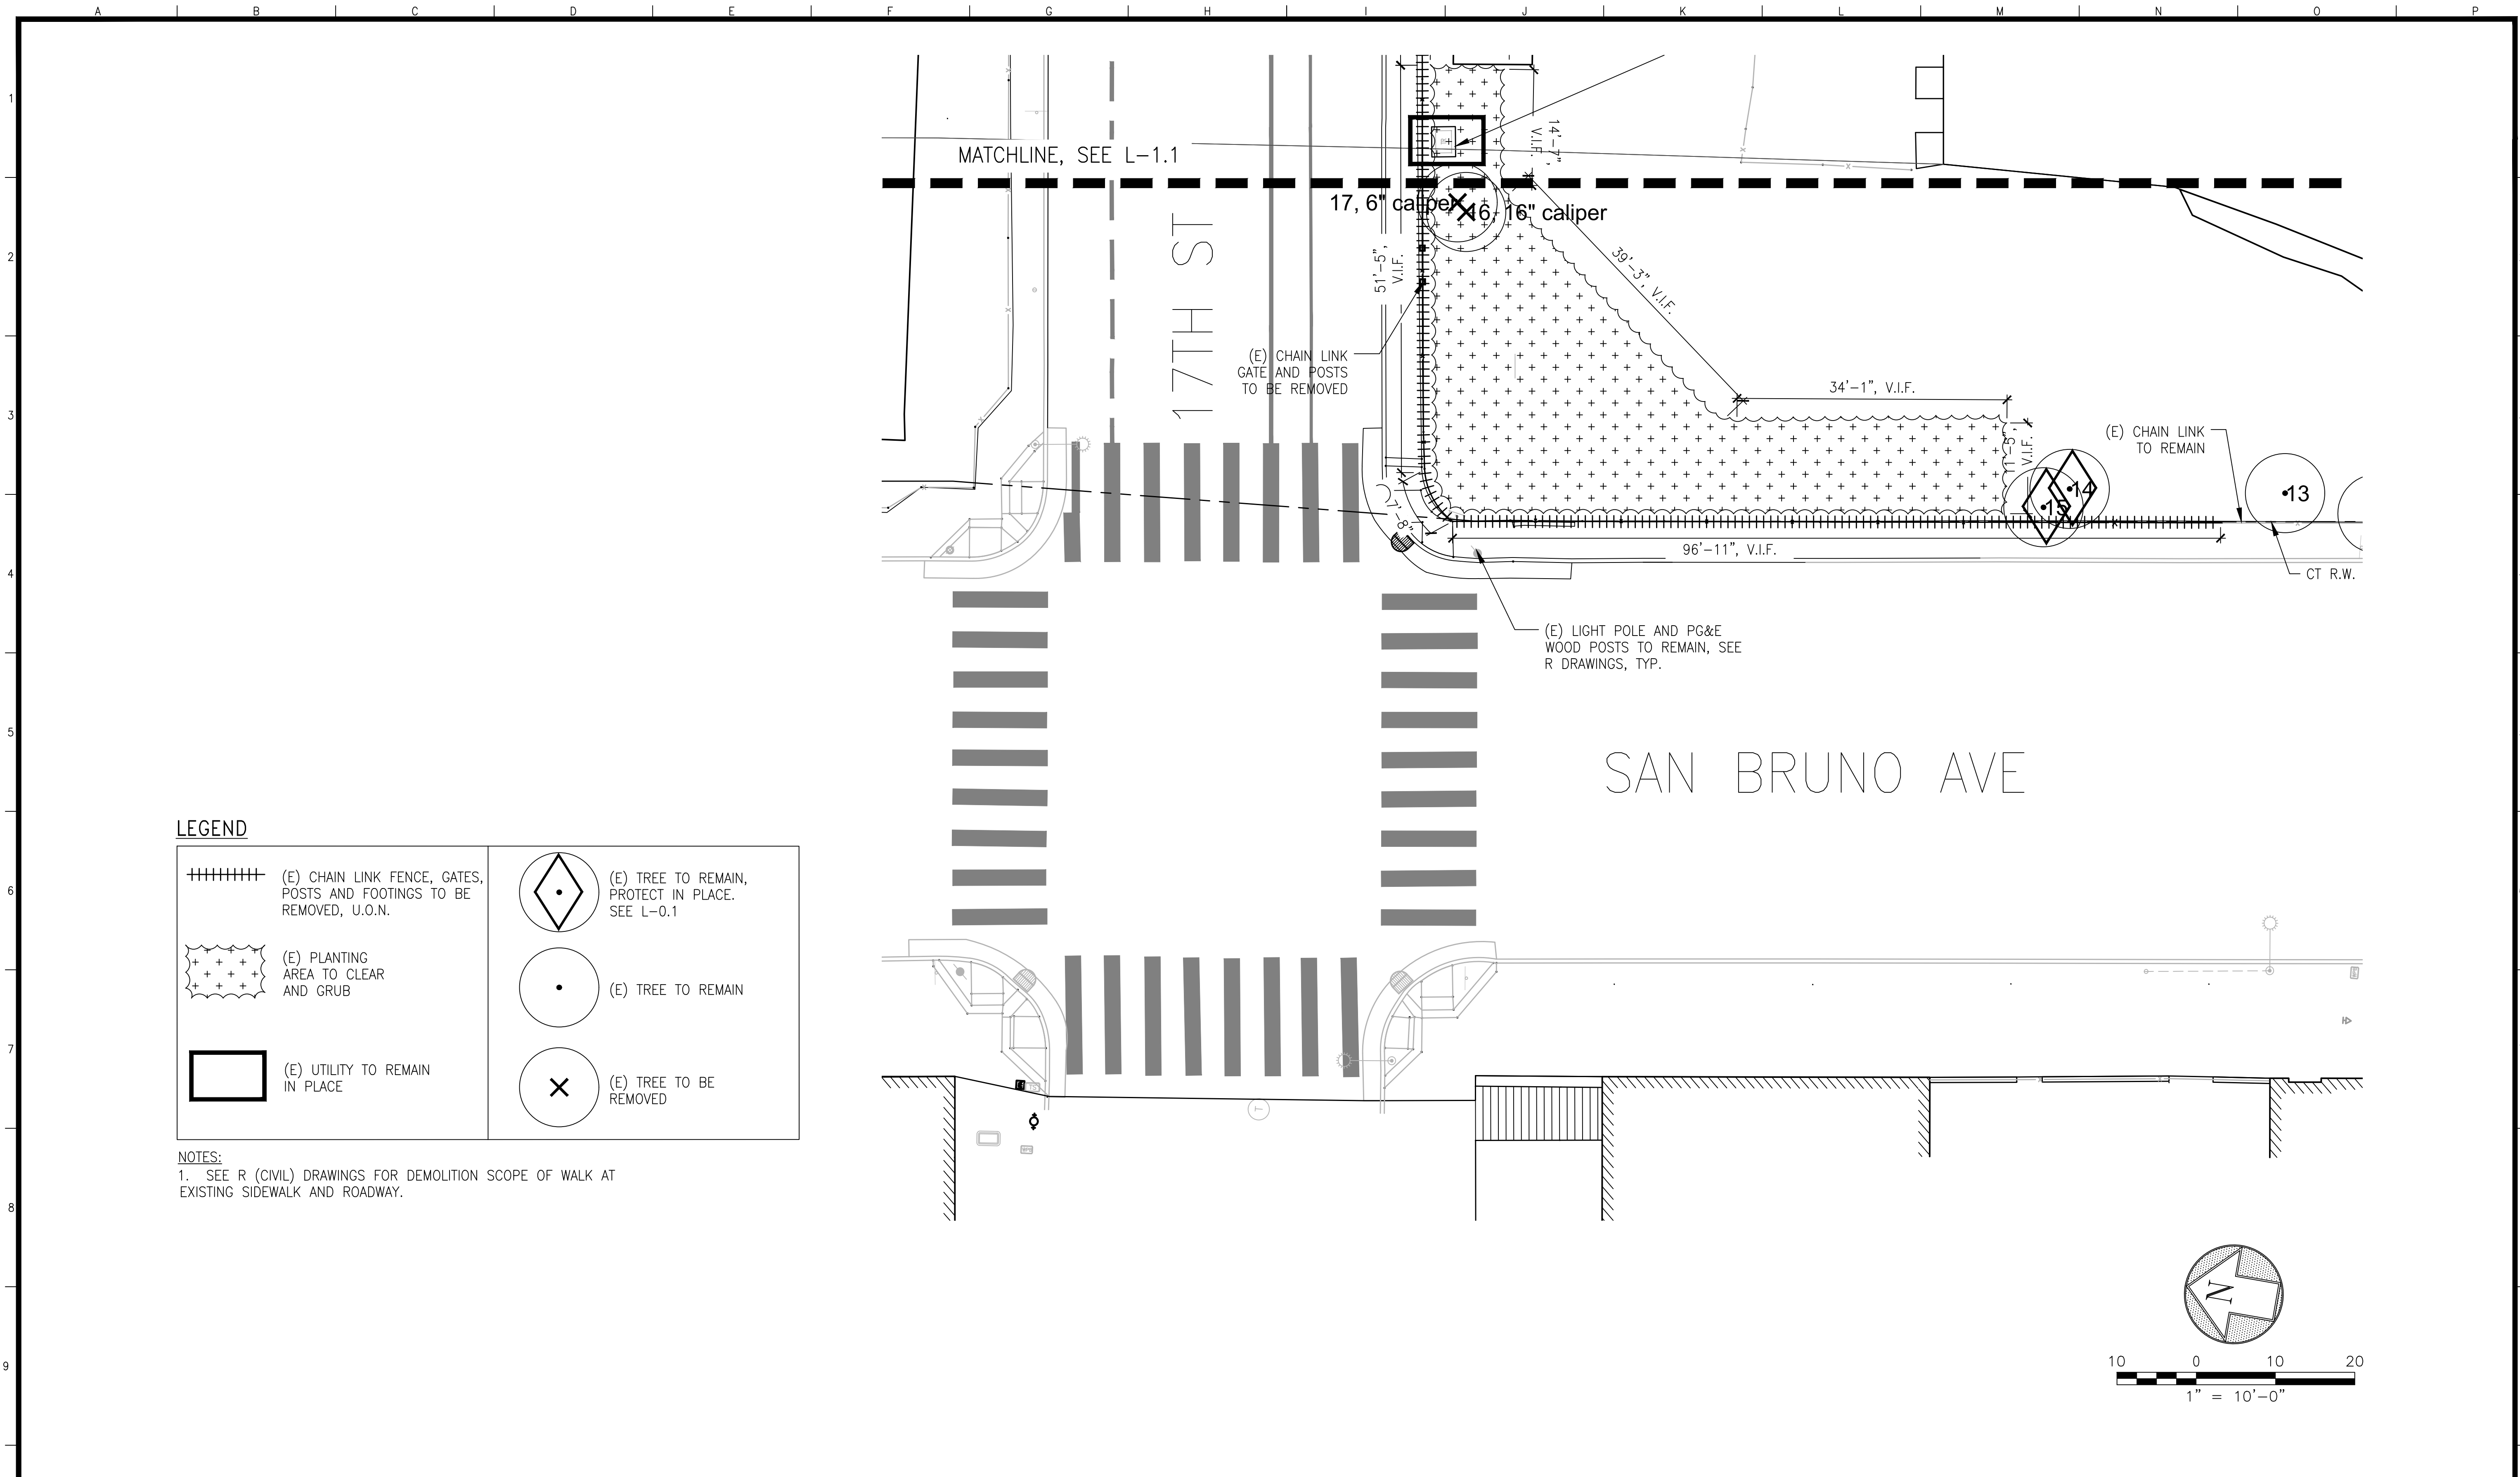 A B C D E F G H I J K L M N O P
1
MATCHLINE, SEE L-1.1
14'-7",
V.I.F.
17, 6" caliper
16, 16" caliper
2
17TH ST
51'-5",
V.I.F.
39'-3", V.I.F.
(E) CHAIN LINK
GATE AND POSTS
TO BE REMOVED
3
34'-1", V.I.F.
11'-5",
V.I.F.
(E) CHAIN LINK
TO REMAIN
14
15
13
7'-8"
96'-11", V.I.F.
4
CT R.W.
(E) LIGHT POLE AND PG&E
WOOD POSTS TO REMAIN, SEE
R DRAWINGS, TYP.
5
SAN BRUNO AVE
LEGEND
6
(E) CHAIN LINK FENCE, GATES,
POSTS AND FOOTINGS TO BE
REMOVED, U.O.N.
(E) PLANTING
AREA TO CLEAR
AND GRUB
(E) UTILITY TO REMAIN
IN PLACE
(E) TREE TO REMAIN,
PROTECT IN PLACE.
SEE L-0.1
(E) TREE TO REMAIN
(E) TREE TO BE
REMOVED
7
T
NOTES:
1. SEE R (CIVIL) DRAWINGS FOR DEMOLITION SCOPE OF WALK AT
EXISTING SIDEWALK AND ROADWAY.
8
N
9
10 0 10 20
1" = 10'-0"